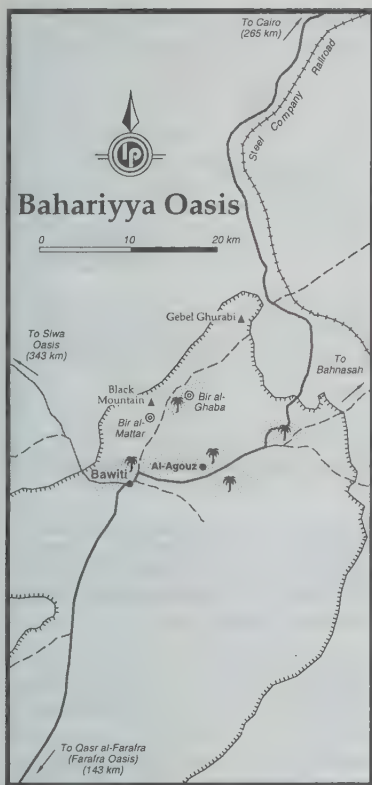 To Cairo
(265 km)
Steel Company Railroad
LP
Bahariyya Oasis
0 10 20 km
Gebel Ghurabi
To Siwa
Oasis
(343 km)
To
Bahnasah
Black
Mountain
Bir al-
Ghaba
Bir al-
Mattar
Al-Agouz
Bawiti
To Qasr al-Farafra
(Farafra Oasis)
(143 km)